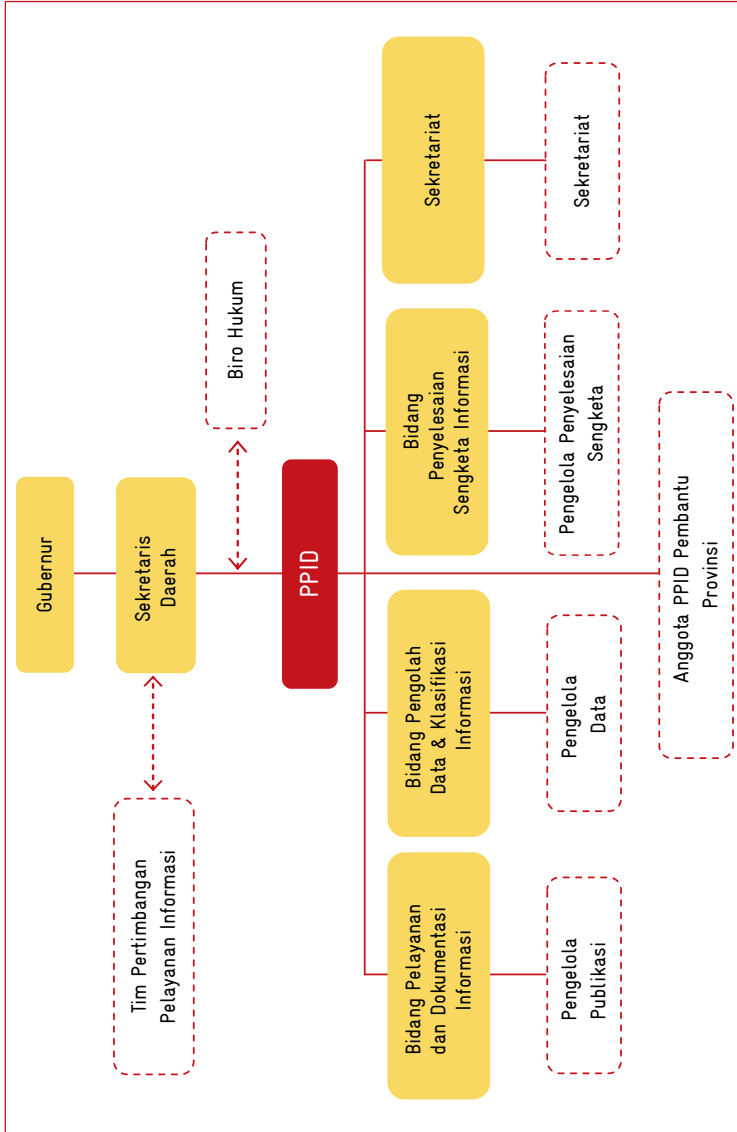 Gubernur
Sekretaris
Daerah
Tim Pertimbangan
Pelayanan Informasi
Biro Hukum
PPID
Bidang Pelayanan
dan Dokumentasi
Informasi
Bidang Pengolah
Data & Klasifikasi
Informasi
Bidang
Penyelesaian
Sengketa Informasi
Sekretariat
Pengelola
Publikasi
Pengelola
Data
Pengelola Penyelesaian
Sengketa
Sekretariat
Anggota PPID Pembantu
Provinsi